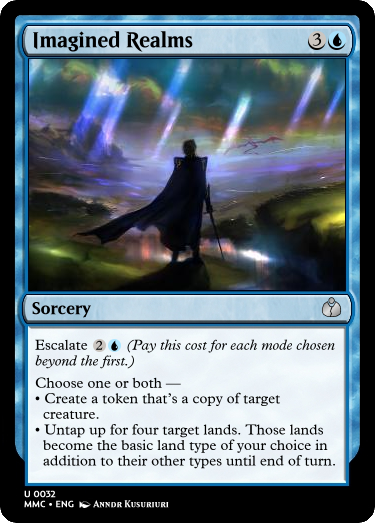 Imagined Realms 3
Sorcery
Escalate 2 (Pay this cost for each mode chosen
beyond the first.)
Choose one or both —
• Create a token that's a copy of target
creature.
• Untap up for four target lands. Those lands
become the basic land type of your choice in
addition to their other types until end of turn.
U 0032
MMC • ENG Anndr Kusuriuri